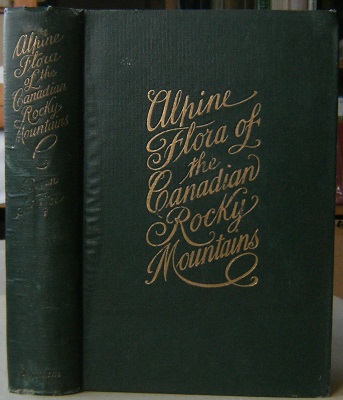 Alpine
Flora
of the
Canadian
Rocky
Mountains
Alpine
Flora of
the
Canadian
Rocky
Mountains